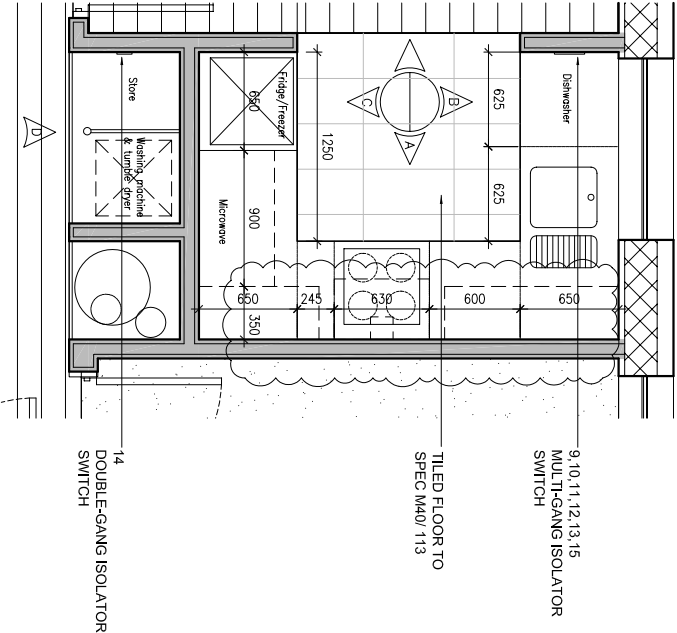 Store
Washing machine
& tumble dryer
Fridge/Freezer
Microwave
Dishwasher
A
B
C
D
650
1250
625
625
900
350
650
245
630
600
650
9,10,11,12,13,15
MULTI-GANG ISOLATOR
SWITCH
TILED FLOOR TO
SPEC M40/ 113
14
DOUBLE-GANG ISOLATOR
SWITCH